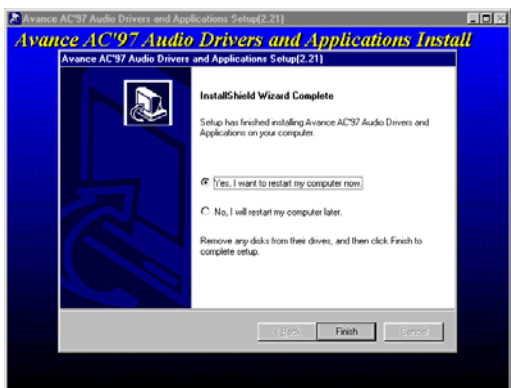 Avance AC'97 Audio Drivers and Applications Setup(2.21)
Avance AC'97 Audio Drivers and Applications Install
Avance AC'97 Audio Drivers and Applications Setup(2.21)
InstallShield Wizard Complete
Setup has finished installing Avance AC'97 Audio Drivers and
Applications on your computer.
Yes, I want to restart my computer now.
No, I will restart my computer later.
Remove any disks from their drives, and then click Finish to
complete setup.
< Back
Finish
Cancel